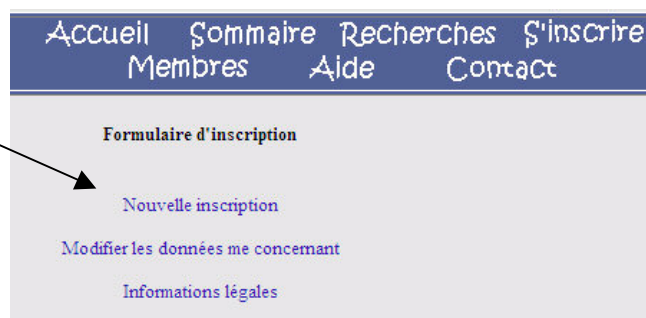 Accueil Sommaire Recherches S'inscrire
Membres Aide Contact
Formulaire d'inscription
Nouvelle inscription
Modifier les données me concernant
Informations légales